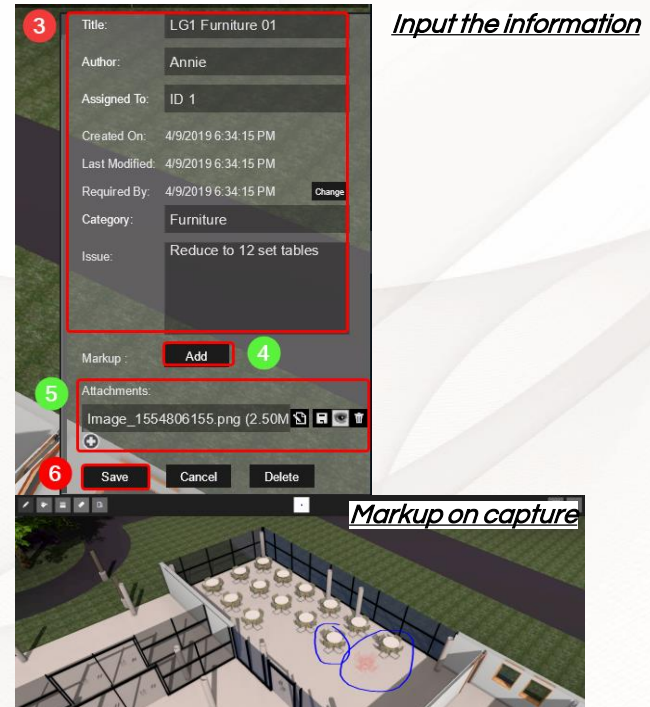 Input the information
3
Title: LG1 Furniture 01
Author: Annie
Assigned To: ID 1
Created On: 4/9/2019 6:34:15 PM
Last Modified: 4/9/2019 6:34:15 PM
Required By: 4/9/2019 6:34:15 PM Change
Category: Furniture
Issue: Reduce to 12 set tables
Markup : Add 4
5
Attachments:
Image_1554806155.png (2.50M
6 Save Cancel Delete
Markup on capture